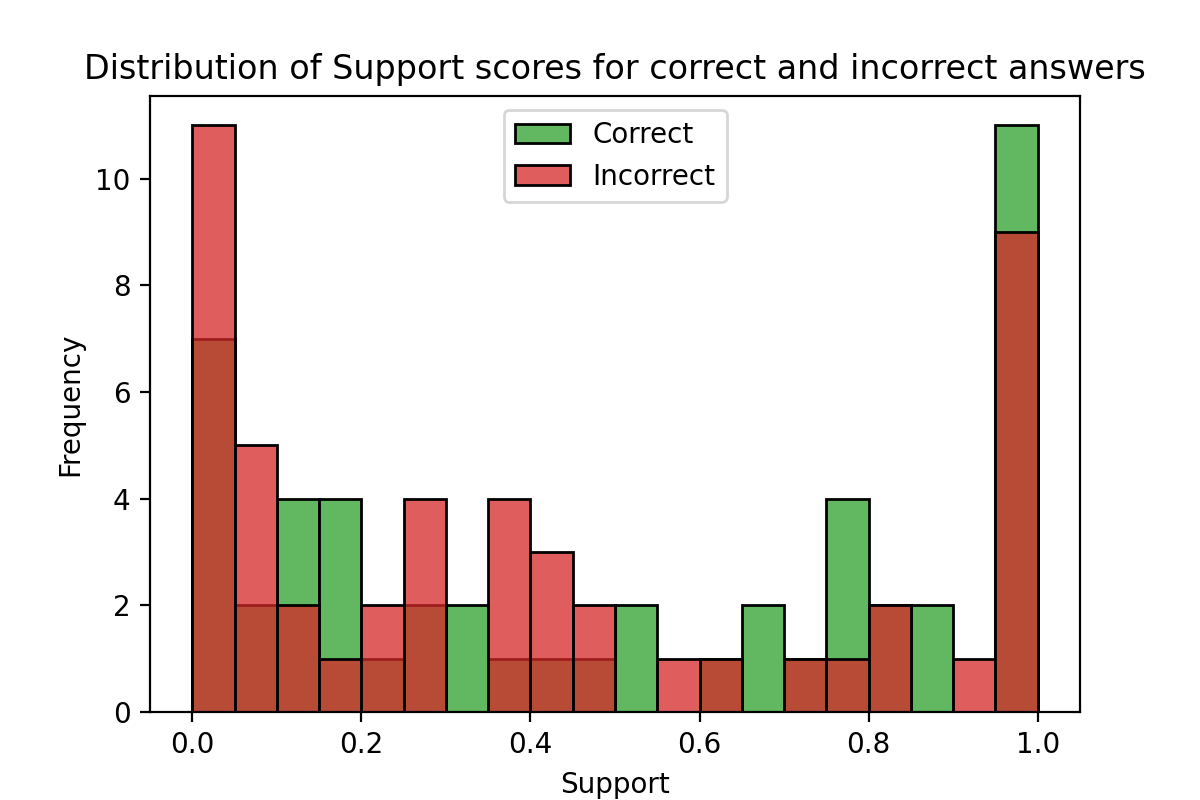 Distribution of Support scores for correct and incorrect answers
Correct
Incorrect
10
8
6
4
2
0
Frequency
0.0 0.2 0.4 0.6 0.8 1.0
Support